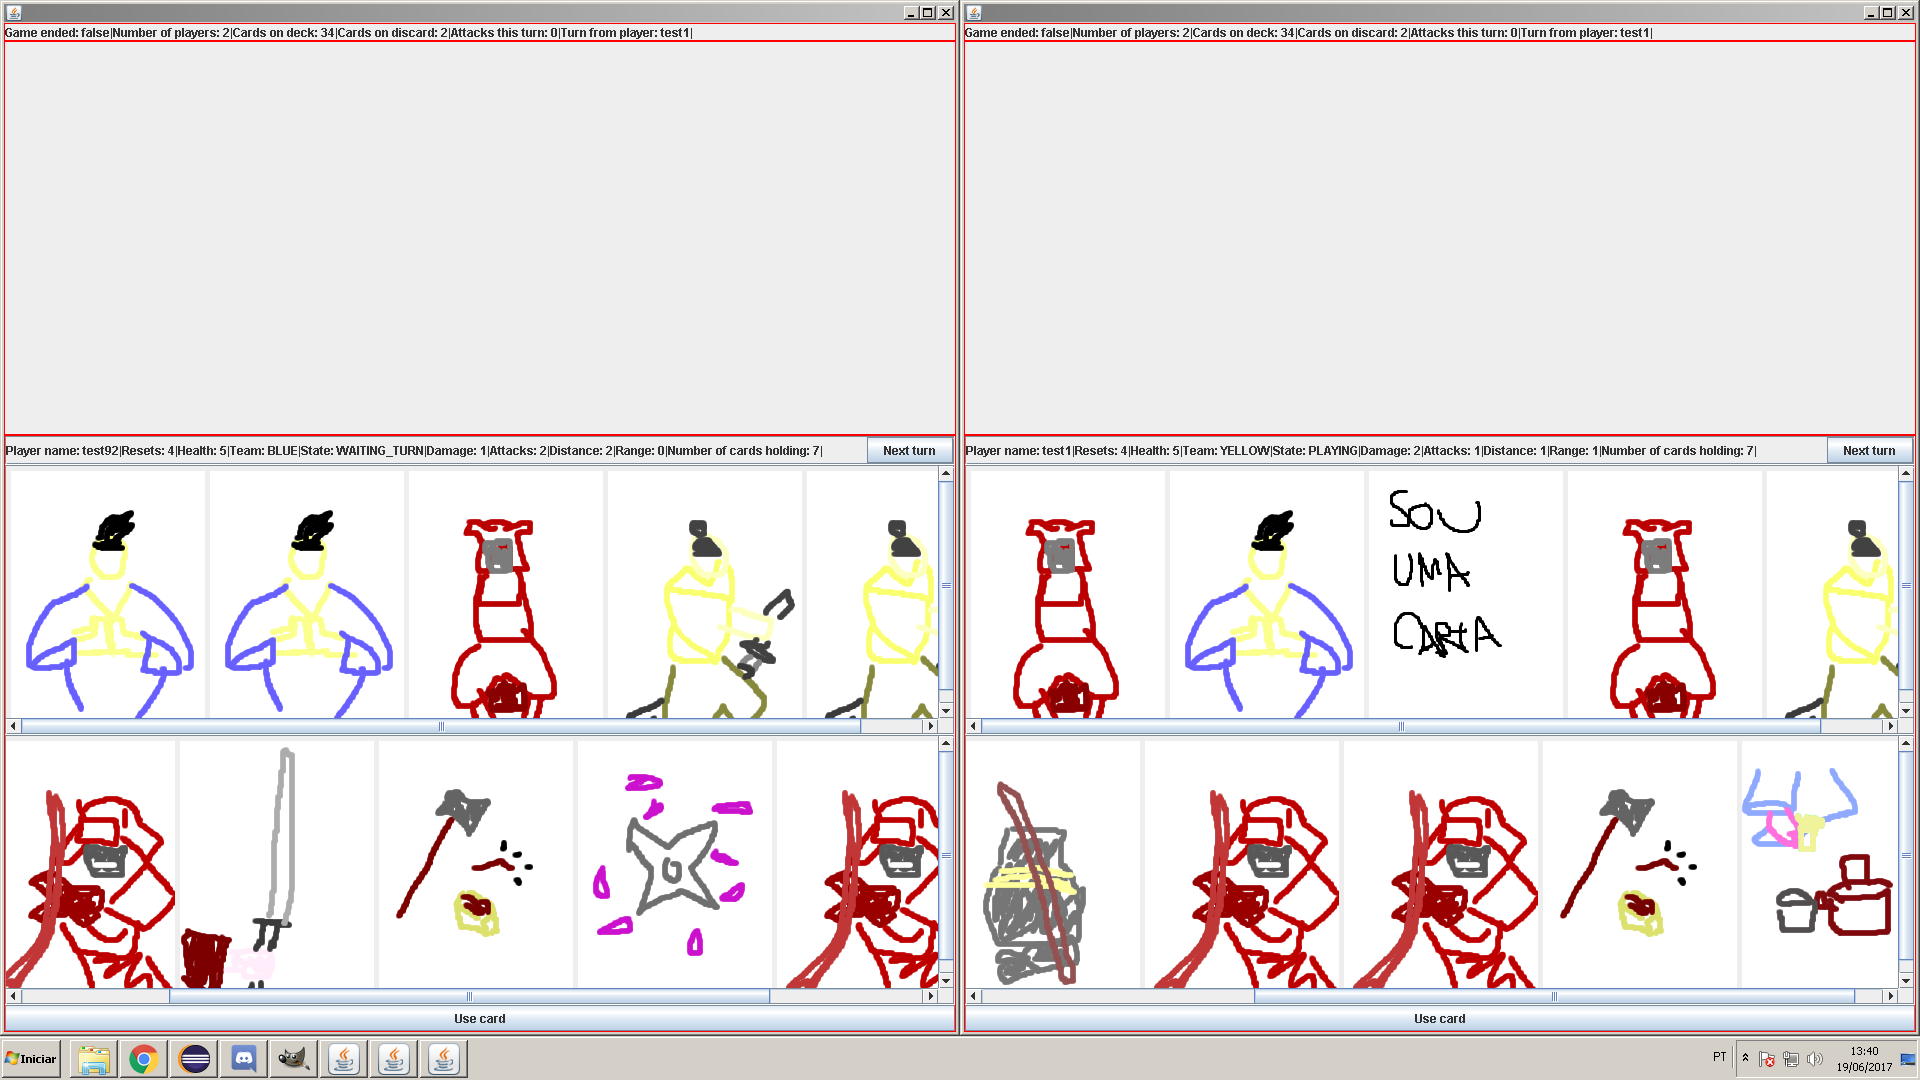 Game ended: false|Number of players: 2|Cards on deck: 34|Cards on discard: 2|Attacks this turn: 0|Turn from player: test1|
Player name: test92|Resets: 4|Health: 5|Team: BLUE|State: WAITING_TURN|Damage: 1|Attacks: 2|Distance: 2|Range: 0|Number of cards holding: 7|
Next turn
Use card
Game ended: false|Number of players: 2|Cards on deck: 34|Cards on discard: 2|Attacks this turn: 0|Turn from player: test1|
Player name: test1|Resets: 4|Health: 5|Team: YELLOW|State: PLAYING|Damage: 2|Attacks: 1|Distance: 1|Range: 1|Number of cards holding: 7|
Next turn
SOU
UMA
CARTA
Use card
Iniciar
PT
13:40
19/06/2017